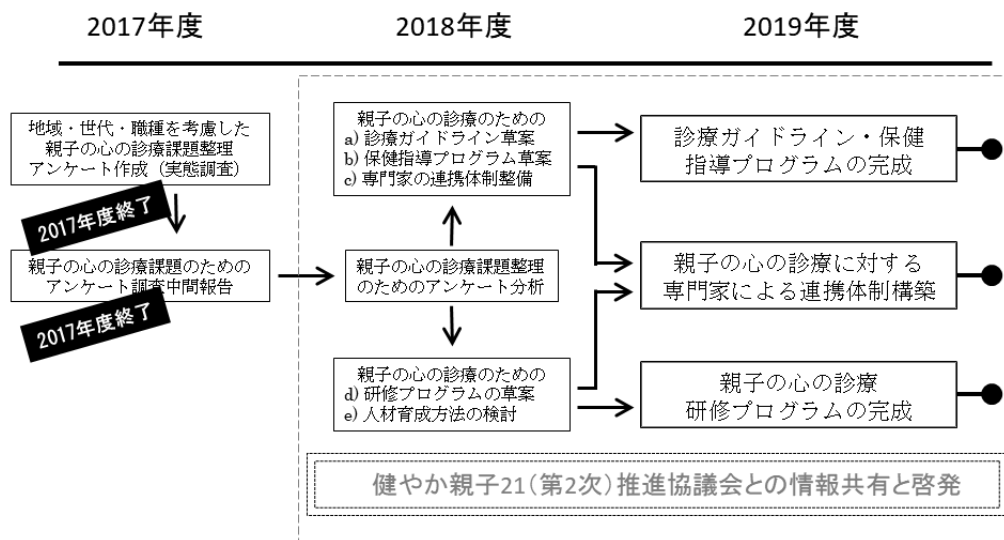 2017年度
2018年度
2019年度
地域・世代・職種を考慮した
親子の心の診療課題整理
アンケート作成（実態調査）
2017年度終了
親子の心の診療課題のための
アンケート調査中間報告
2017年度終了
親子の心の診療のための
a) 診療ガイドライン草案
b) 保健指導プログラム草案
c) 専門家の連携体制整備
親子の心の診療課題整理
のためのアンケート分析
親子の心の診療のための
d) 研修プログラムの草案
e) 人材育成方法の検討
診療ガイドライン・保健
指導プログラムの完成
親子の心の診療に対する
専門家による連携体制構築
親子の心の診療
研修プログラムの完成
健やか親子21（第2次）推進協議会との情報共有と啓発